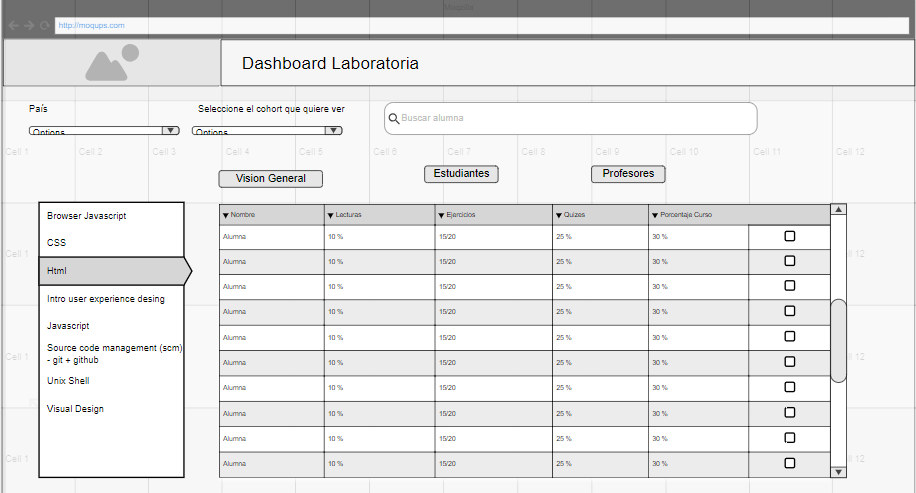 Moqups
http://moqups.com
Dashboard Laboratoria
País
Seleccione el cohort que quiere ver
Options
Options
Buscar alumna
Cell 1 Cell 2 Cell 3 Cell 4 Cell 5 Cell 6 Cell 7 Cell 8 Cell 9 Cell 10 Cell 11 Cell 12
Vision General
Estudiantes
Profesores
Browser Javascript
CSS
Html
Intro user experience desing
Javascript
Source code management (scm)
- git + github
Unix Shell
Visual Design
Nombre Lecturas Ejercicios Quizes Porcentaje Curso
Alumna 10 % 15/20 25 % 30 %
Alumna 10 % 15/20 25 % 30 %
Alumna 10 % 15/20 25 % 30 %
Alumna 10 % 15/20 25 % 30 %
Alumna 10 % 15/20 25 % 30 %
Alumna 10 % 15/20 25 % 30 %
Alumna 10 % 15/20 25 % 30 %
Alumna 10 % 15/20 25 % 30 %
Alumna 10 % 15/20 25 % 30 %
Alumna 10 % 15/20 25 % 30 %
Cell 1
Cell 12
Cell 1
Cell 12
Cell 1
Cell 12